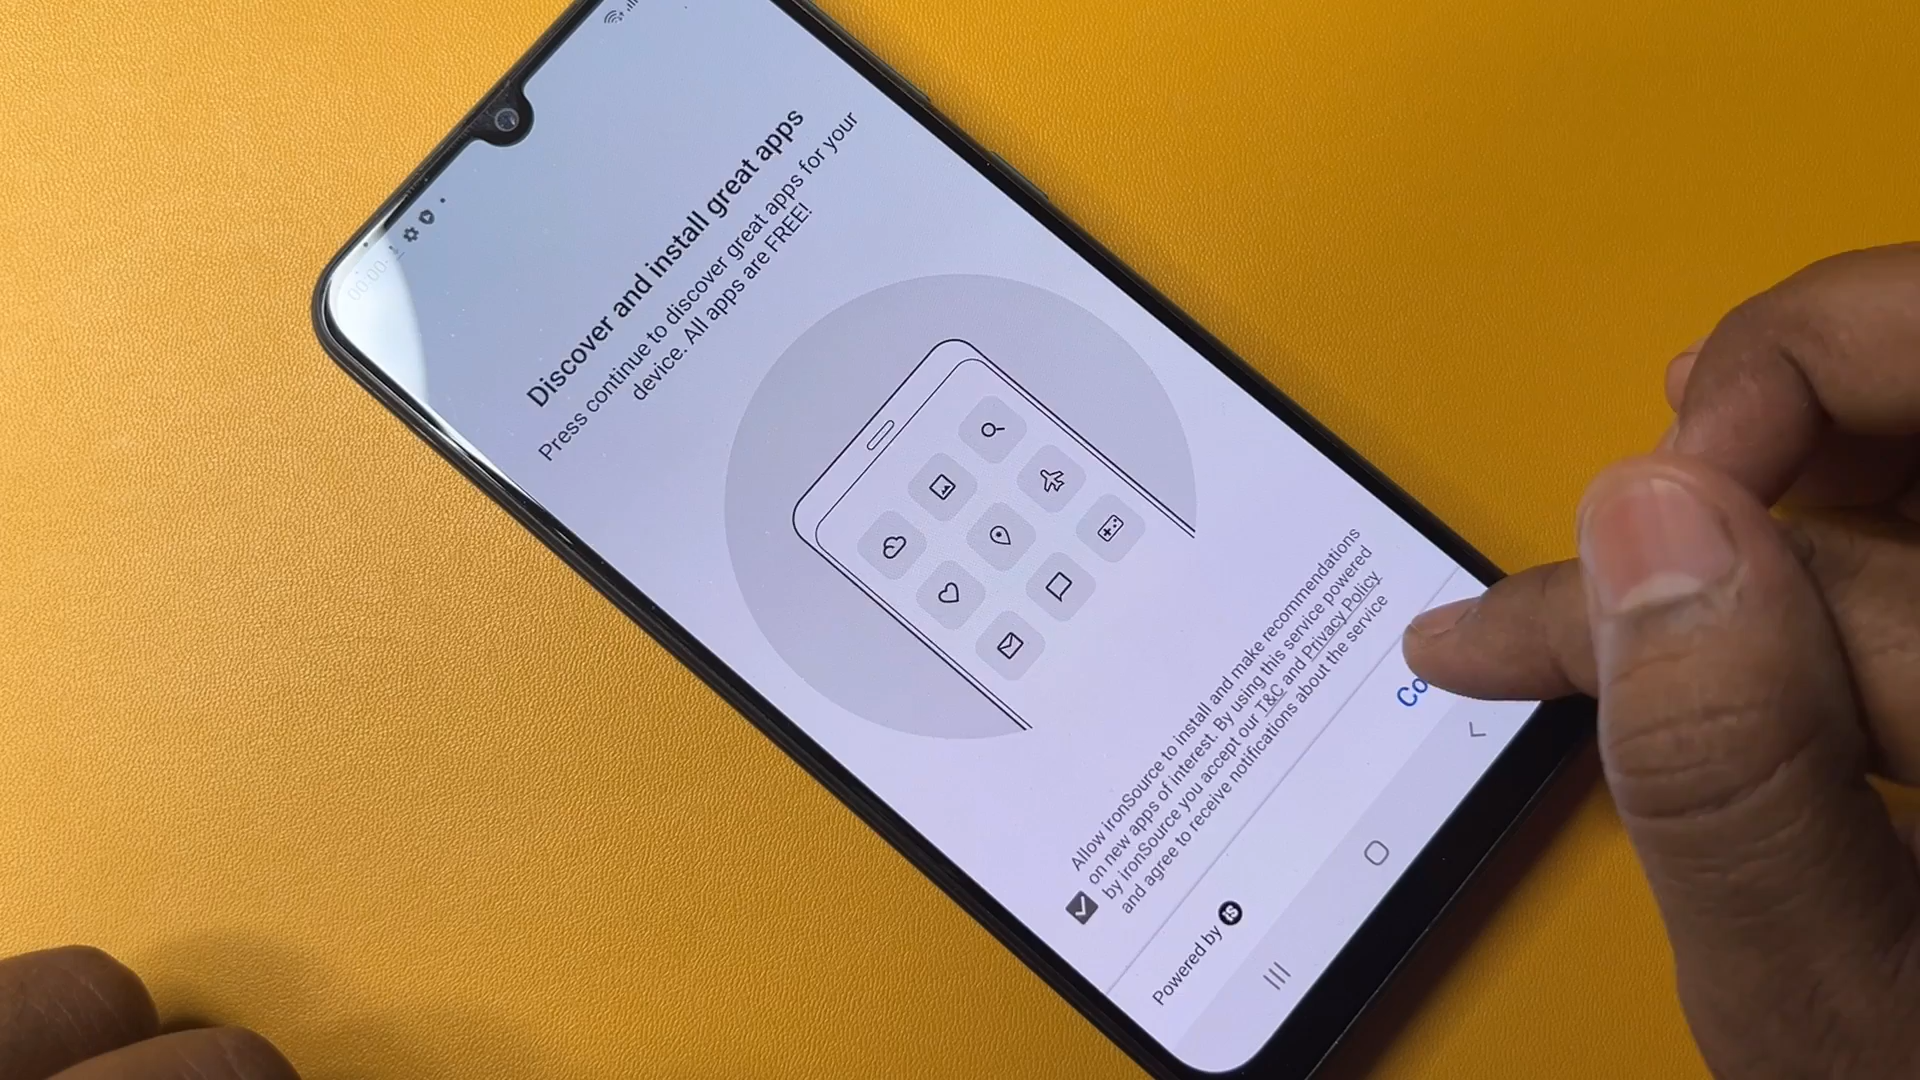 00:00
Discover and install great apps
Press continue to discover great apps for your
device. All apps are FREE!
Allow ironSource to install and make recommendations
on new apps of interest. By using this service powered
by ironSource you accept our T&C and Privacy Policy
and agree to receive notifications about the service
Co
Powered by iS